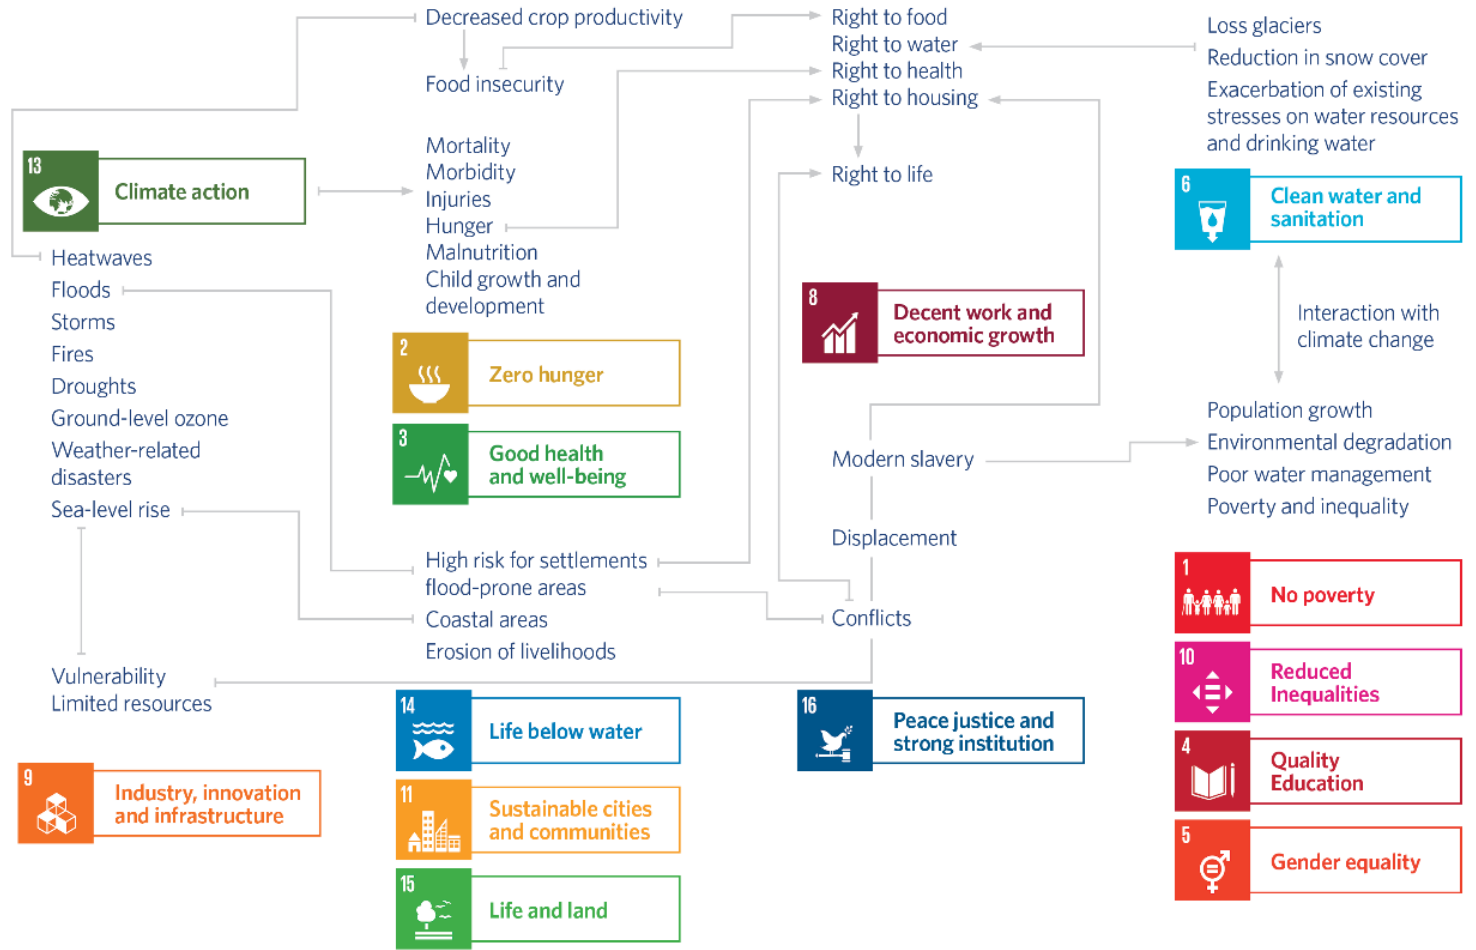 Decreased crop productivity
Food insecurity
Right to food
Right to water
Right to health
Right to housing
Right to life
Loss glaciers
Reduction in snow cover
Exacerbation of existing
stresses on water resources
and drinking water
13
Climate action
Mortality
Morbidity
Injuries
Hunger
Malnutrition
Child growth and
development
6
Clean water and
sanitation
Heatwaves
Floods
Storms
Fires
Droughts
Ground-level ozone
Weather-related
disasters
Sea-level rise
2
Zero hunger
3
Good health
and well-being
8
Decent work and
economic growth
Interaction with
climate change
Population growth
Environmental degradation
Poor water management
Poverty and inequality
Modern slavery
Displacement
Conflicts
High risk for settlements
flood-prone areas
Coastal areas
Erosion of livelihoods
Vulnerability
Limited resources
9
Industry, innovation
and infrastructure
14
Life below water
11
Sustainable cities
and communities
15
Life and land
16
Peace justice and
strong institution
1
No poverty
10
Reduced
Inequalities
4
Quality
Education
5
Gender equality